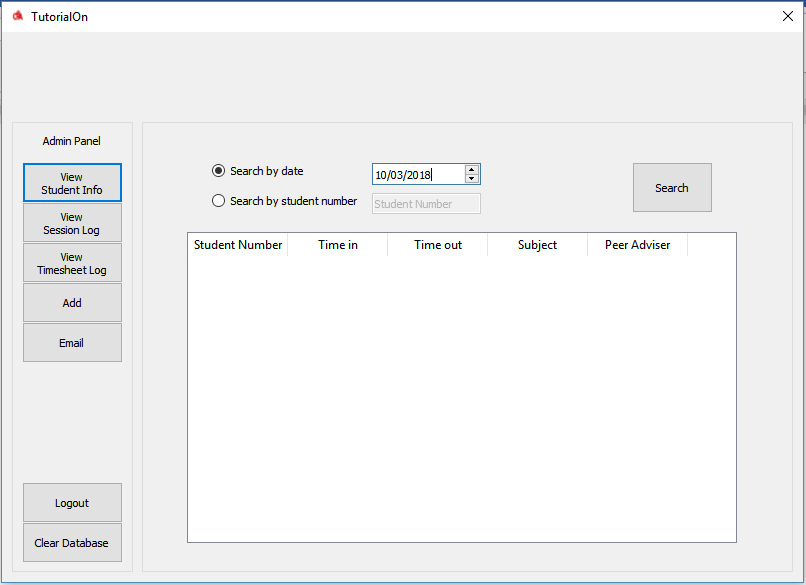 TutorialOn
Admin Panel
View
Student Info
View
Session Log
View
Timesheet Log
Add
Email
Logout
Clear Database
Search by date
10/03/2018
Search by student number
Student Number
Search
Student Number Time in Time out Subject Peer Adviser